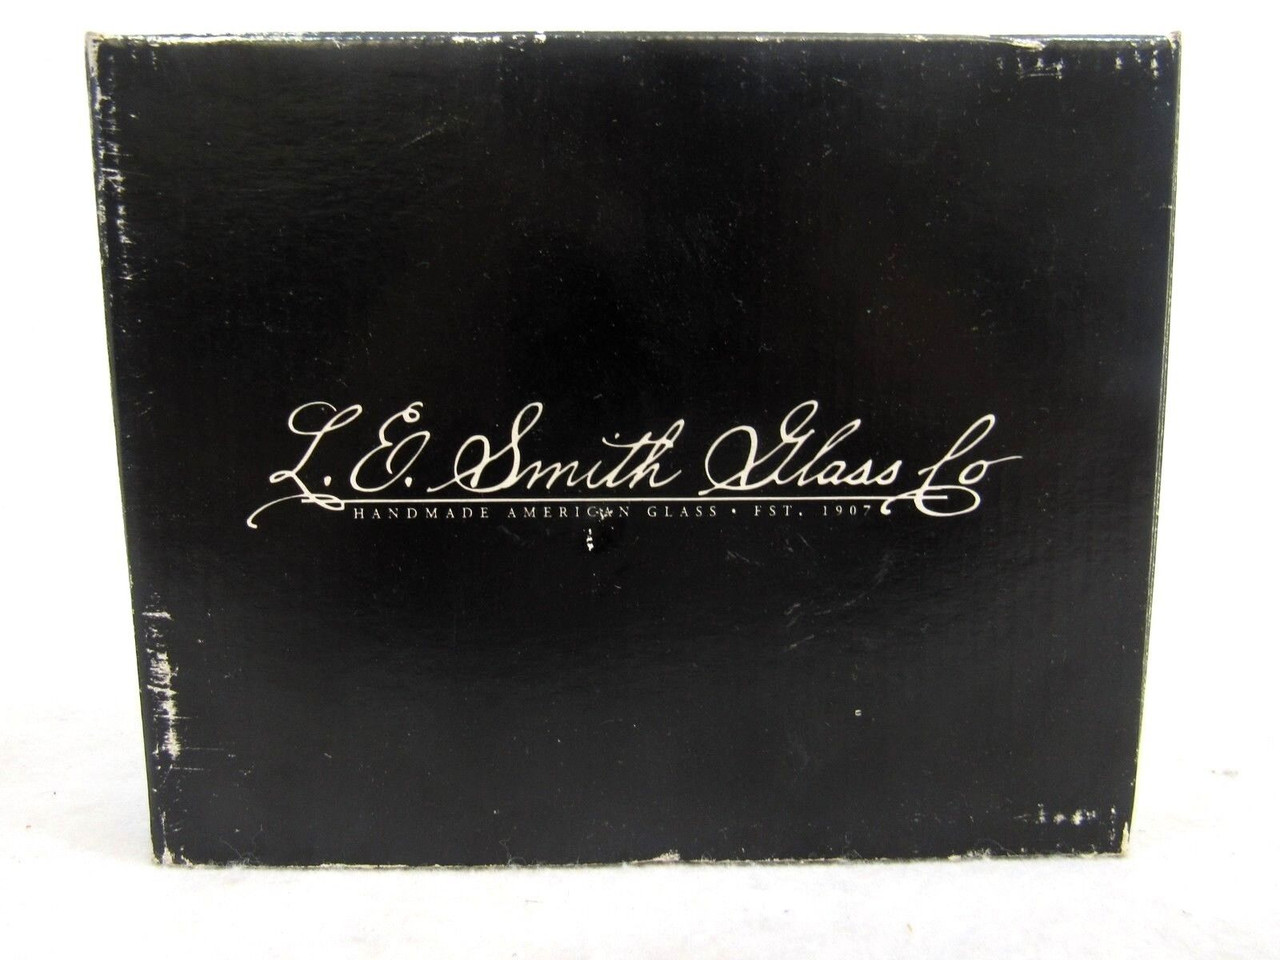 L. E. Smith Glass Co
HANDMADE AMERICAN GLASS • EST. 1907